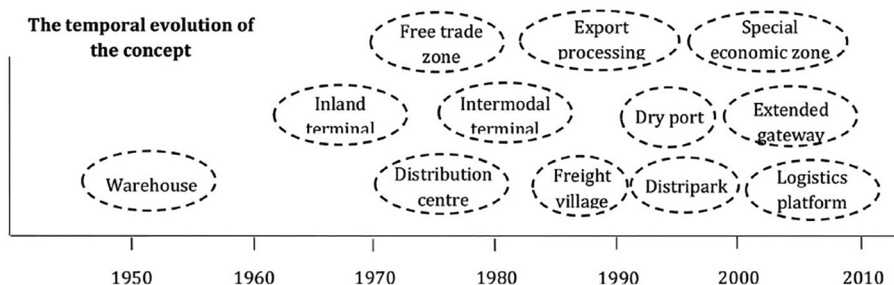 The temporal evolution of
the concept
Free trade
zone
Export
processing
Special
economic zone
Inland
terminal
Intermodal
terminal
Dry port
Extended
gateway
Warehouse
Distribution
centre
Freight
village
Distripark
Logistics
platform
1950
1960
1970
1980
1990
2000
2010